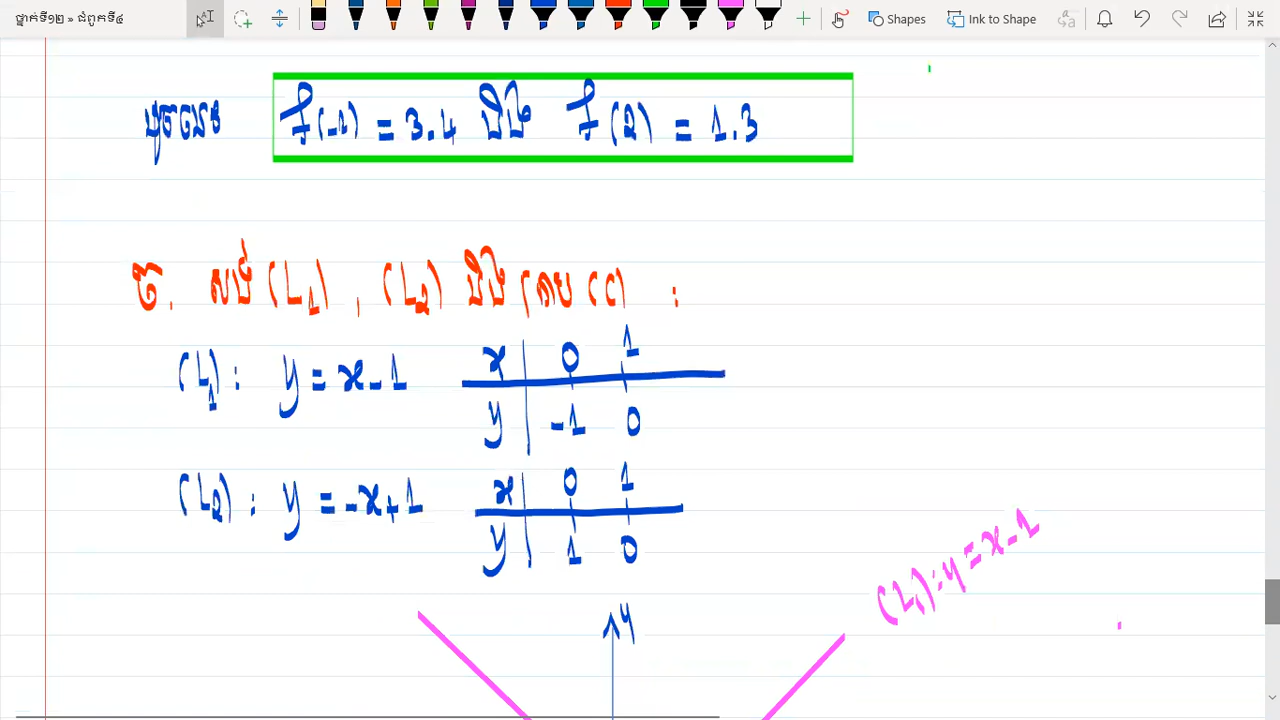 ថ្នាក់ទី១២ » ជំពូកទី៤
Shapes
Ink to Shape
ដូចនេះ f(-1) = 3.4 និង f(2) = 1.3
ច. សង់ (L1) , (L2) និងក្រាប (C) :
(L1) : y = x - 1
x 0 1
y -1 0
(L2) : y = -x + 1
x 0 1
y 1 0
(L1) : y = x - 1
y